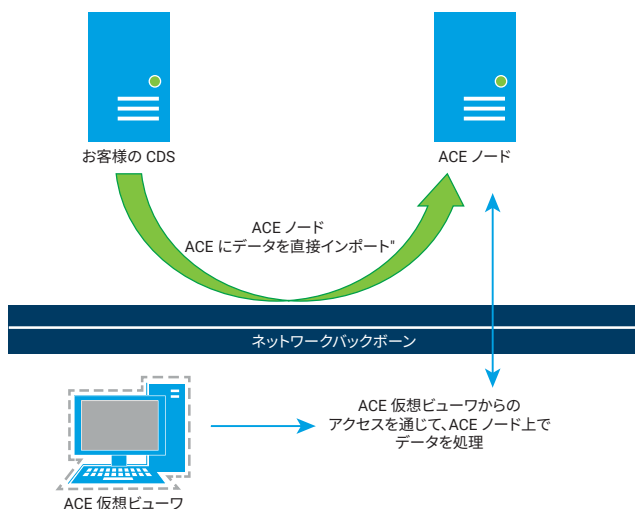 お客様の CDS
ACE ノード
ACE ノード
ACE にデータを直接インポート"
ネットワークバックボーン
ACE 仮想ビューワからの
アクセスを通じて、ACE ノード上で
データを処理
ACE 仮想ビューワ